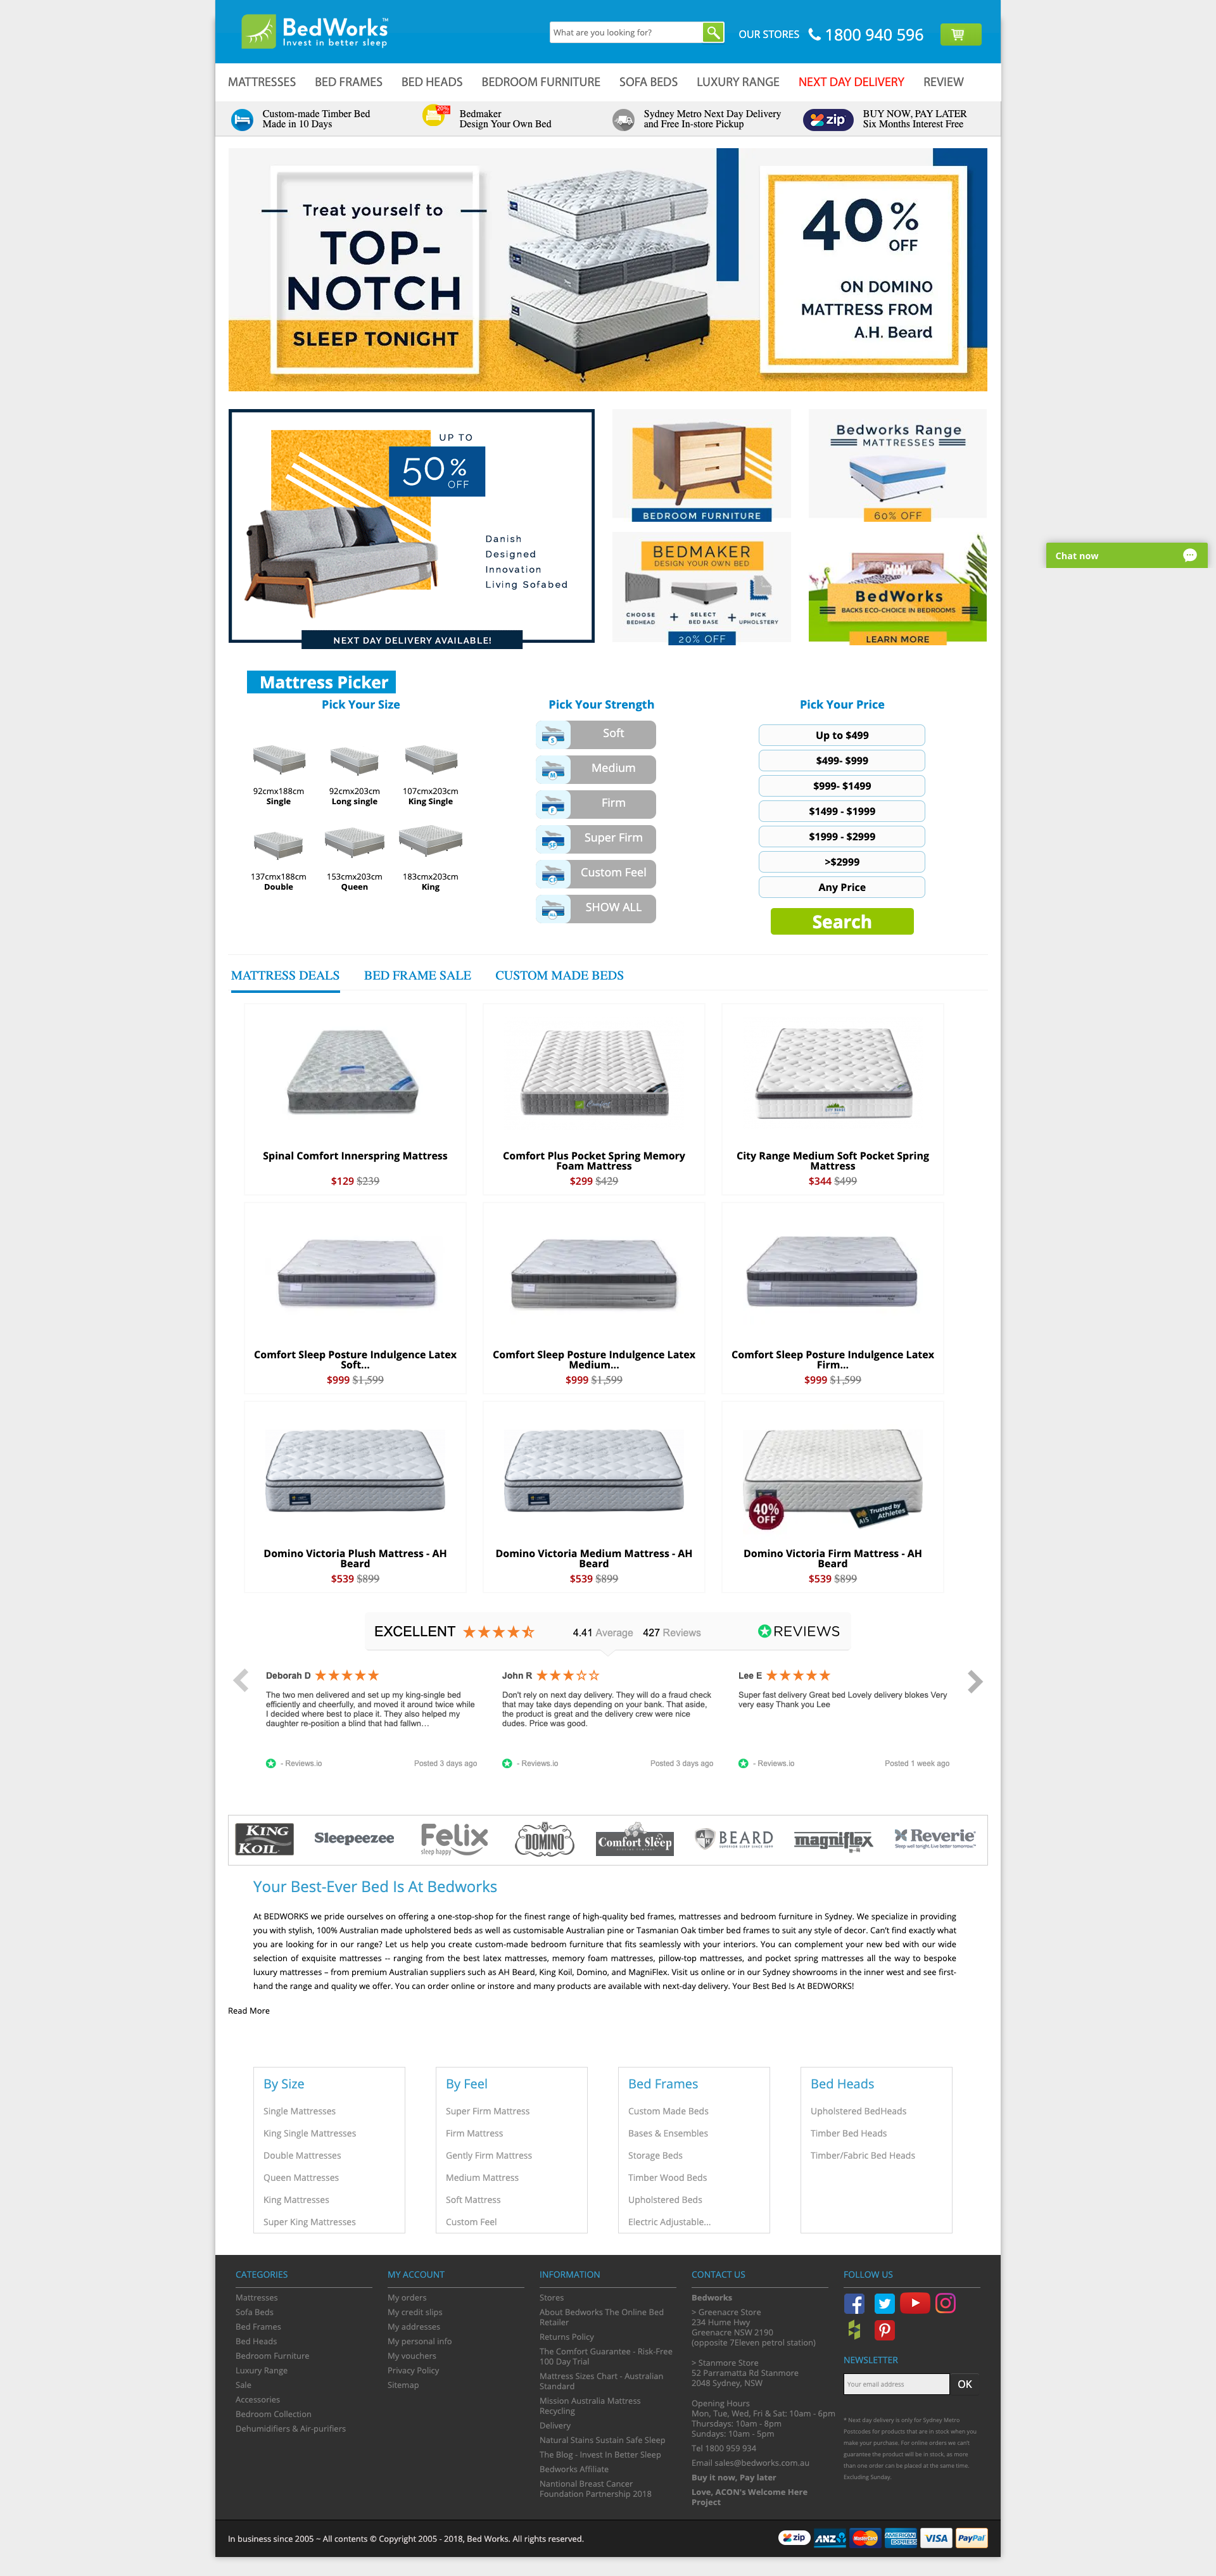 BedWorks™
Invest in better sleep
What are you looking for?
OUR STORES
1800 940 596
MATTRESSES
BED FRAMES
BED HEADS
BEDROOM FURNITURE
SOFA BEDS
LUXURY RANGE
NEXT DAY DELIVERY
REVIEW
Custom-made Timber Bed
Made in 10 Days
Bedmaker
Design Your Own Bed
Sydney Metro Next Day Delivery
and Free In-store Pickup
zip
BUY NOW, PAY LATER
Six Months Interest Free
Treat yourself to
TOP-
NOTCH
SLEEP TONIGHT
40%
OFF
ON DOMINO
MATTRESS FROM
A.H. Beard
UP TO
50%
OFF
Danish
Designed
Innovation
Living Sofabed
NEXT DAY DELIVERY AVAILABLE!
BEDROOM FURNITURE
Bedworks Range
MATTRESSES
60% OFF
BEDMAKER
DESIGN YOUR OWN BED
CHOOSE
BEDHEAD
+
SELECT
BED BASE
+
PICK
UPHOLSTERY
20% OFF
BedWorks
BACKS ECO-CHOICE IN BEDROOMS
LEARN MORE
Chat now
Mattress Picker
Pick Your Size
92cmx188cm
Single
92cmx203cm
Long single
107cmx203cm
King Single
137cmx188cm
Double
153cmx203cm
Queen
183cmx203cm
King
Pick Your Strength
Soft
Medium
Firm
Super Firm
Custom Feel
SHOW ALL
Pick Your Price
Up to $499
$499- $999
$999- $1499
$1499 - $1999
$1999 - $2999
>$2999
Any Price
Search
MATTRESS DEALS
BED FRAME SALE
CUSTOM MADE BEDS
Spinal Comfort Innerspring Mattress
$129 $239
Comfort Plus Pocket Spring Memory
Foam Mattress
$299 $429
City Range Medium Soft Pocket Spring
Mattress
$344 $499
Comfort Sleep Posture Indulgence Latex
Soft...
$999 $1,599
Comfort Sleep Posture Indulgence Latex
Medium...
$999 $1,599
Comfort Sleep Posture Indulgence Latex
Firm...
$999 $1,599
Domino Victoria Plush Mattress - AH
Beard
$539 $899
Domino Victoria Medium Mattress - AH
Beard
$539 $899
40%
OFF
AIS
Trusted by
Athletes
Domino Victoria Firm Mattress - AH
Beard
$539 $899
EXCELLENT
4.41 Average
427 Reviews
REVIEWS
Deborah D
The two men delivered and set up my king-single bed
efficiently and cheerfully, and moved it around twice while
I decided where best to place it. They also helped my
daughter re-position a blind that had fallwn…
- Reviews.io
Posted 3 days ago
John R
Don't rely on next day delivery. They will do a fraud check
that may take days depending on your bank. That aside,
the product is great and the delivery crew were nice
dudes. Price was good.
- Reviews.io
Posted 3 days ago
Lee E
Super fast delivery Great bed Lovely delivery blokes Very
very easy Thank you Lee
- Reviews.io
Posted 1 week ago
KING
KOIL
Sleepeezee
Felix
sleep happy
DOMINO
Comfort Sleep
BEARD
magniflex
Reverie
Your Best-Ever Bed Is At Bedworks
At BEDWORKS we pride ourselves on offering a one-stop-shop for the finest range of high-quality bed frames, mattresses and bedroom furniture in Sydney. We specialize in providing
you with stylish, 100% Australian made upholstered beds as well as customisable Australian pine or Tasmanian Oak timber bed frames to suit any style of decor. Can't find exactly what
you are looking for in our range? Let us help you create custom-made bedroom furniture that fits seamlessly with your interiors. You can complement your new bed with our wide
selection of exquisite mattresses -- ranging from the best latex mattresses, memory foam mattresses, pillow-top mattresses, and pocket spring mattresses all the way to bespoke
luxury mattresses – from premium Australian suppliers such as AH Beard, King Koil, Domino, and MagniFlex. Visit us online or in our Sydney showrooms in the inner west and see first-
hand the range and quality we offer. You can order online or instore and many products are available with next-day delivery. Your Best Bed Is At BEDWORKS!
Read More
By Size
Single Mattresses
King Single Mattresses
Double Mattresses
Queen Mattresses
King Mattresses
Super King Mattresses
By Feel
Super Firm Mattress
Firm Mattress
Gently Firm Mattress
Medium Mattress
Soft Mattress
Custom Feel
Bed Frames
Custom Made Beds
Bases & Ensembles
Storage Beds
Timber Wood Beds
Upholstered Beds
Electric Adjustable...
Bed Heads
Upholstered BedHeads
Timber Bed Heads
Timber/Fabric Bed Heads
CATEGORIES
Mattresses
Sofa Beds
Bed Frames
Bed Heads
Bedroom Furniture
Luxury Range
Sale
Accessories
Bedroom Collection
Dehumidifiers & Air-purifiers
MY ACCOUNT
My orders
My credit slips
My addresses
My personal info
My vouchers
Privacy Policy
Sitemap
INFORMATION
Stores
About Bedworks The Online Bed
Retailer
Returns Policy
The Comfort Guarantee - Risk-Free
100 Day Trial
Mattress Sizes Chart - Australian
Standard
Mission Australia Mattress
Recycling
Delivery
Natural Stains Sustain Safe Sleep
The Blog - Invest In Better Sleep
Bedworks Affiliate
Nantional Breast Cancer
Foundation Partnership 2018
CONTACT US
Bedworks
> Greenacre Store
234 Hume Hwy
Greenacre NSW 2190
(opposite 7Eleven petrol station)
> Stanmore Store
52 Parramatta Rd Stanmore
2048 Sydney, NSW
Opening Hours
Mon, Tue, Wed, Fri & Sat: 10am - 6pm
Thursdays: 10am - 8pm
Sundays: 10am - 5pm
Tel 1800 959 934
Email sales@bedworks.com.au
Buy it now, Pay later
Love, ACON's Welcome Here
Project
FOLLOW US
NEWSLETTER
Your email address
OK
* Next day delivery is only for Sydney Metro
Postcodes for products that are in stock when you
make your purchase. For online orders we can't
guarantee the product will be in stock, as more
than one order can be placed at the same time.
Excluding Sunday.
In business since 2005 ~ All contents © Copyright 2005 - 2018, Bed Works. All rights reserved.
zip
ANZ
MasterCard
AMERICAN EXPRESS
VISA
PayPal